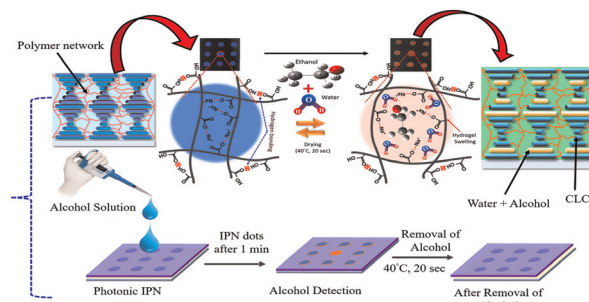 Polymer network
Ethanol
+
Water
Drying
(40°C, 20 sec)
Hydrogen bonding
Hydrogel
Swelling
Water + Alcohol
CLC
Alcohol Solution
IPN dots
after 1 min
Removal of
Alcohol
40°C, 20 sec
Photonic IPN
Alcohol Detection
After Removal of